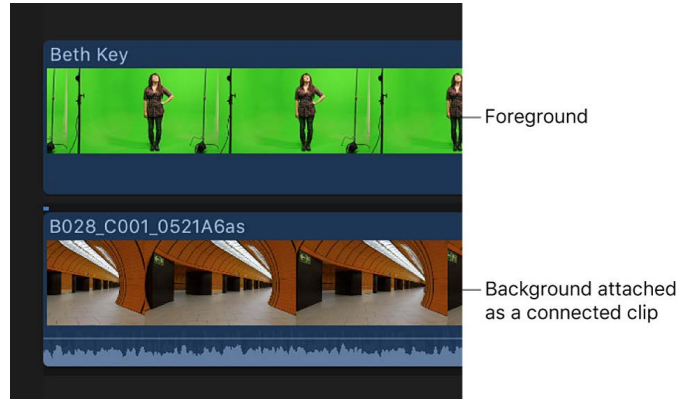 Beth Key
Foreground
B028_C001_0521A6as
Background attached
as a connected clip